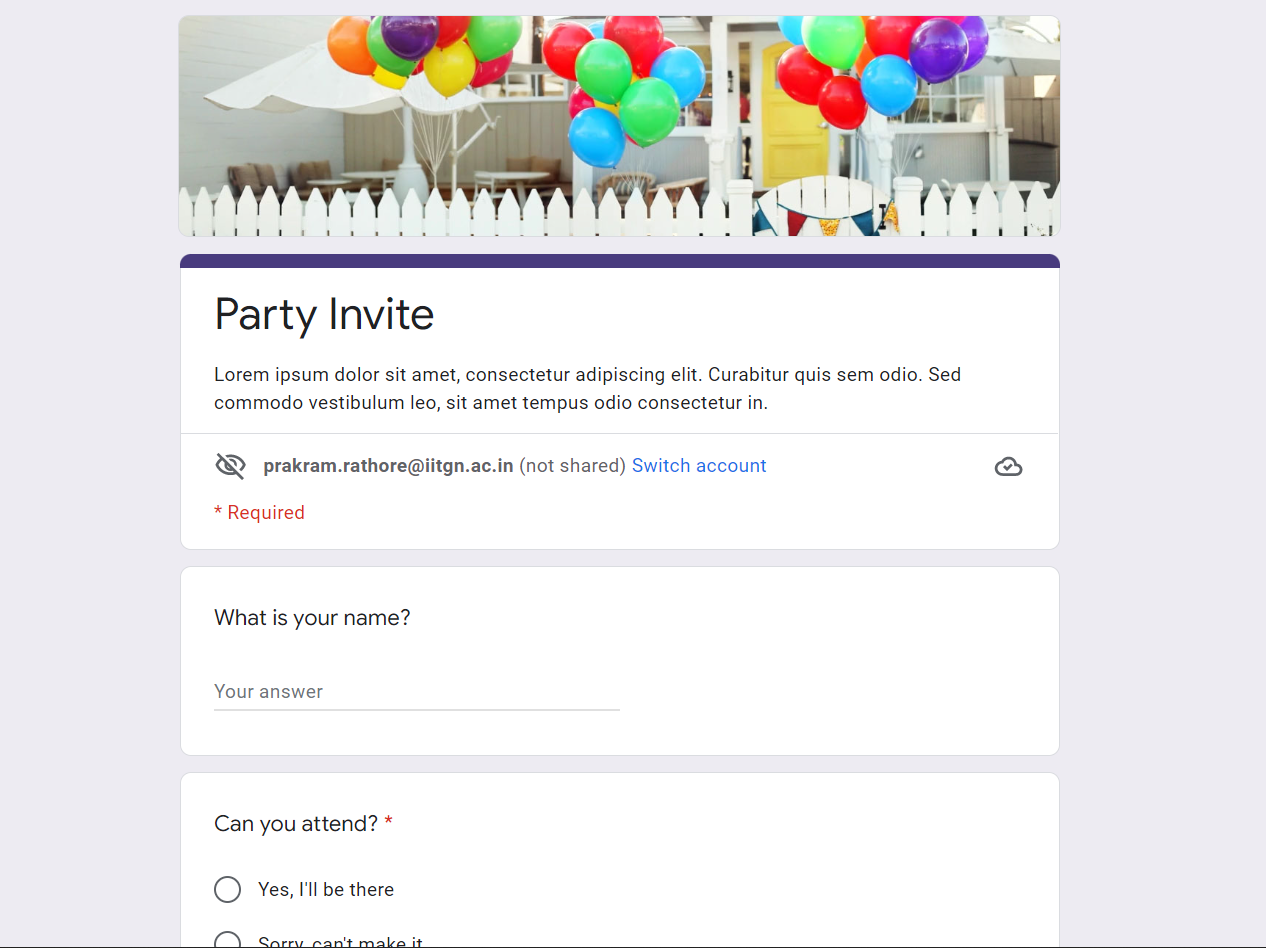 Party Invite
Lorem ipsum dolor sit amet, consectetur adipiscing elit. Curabitur quis sem odio. Sed
commodo vestibulum leo, sit amet tempus odio consectetur in.
prakram.rathore@iitgn.ac.in (not shared) Switch account
* Required
What is your name?
Your answer
Can you attend? *
Yes, I'll be there
Sorry, can't make it